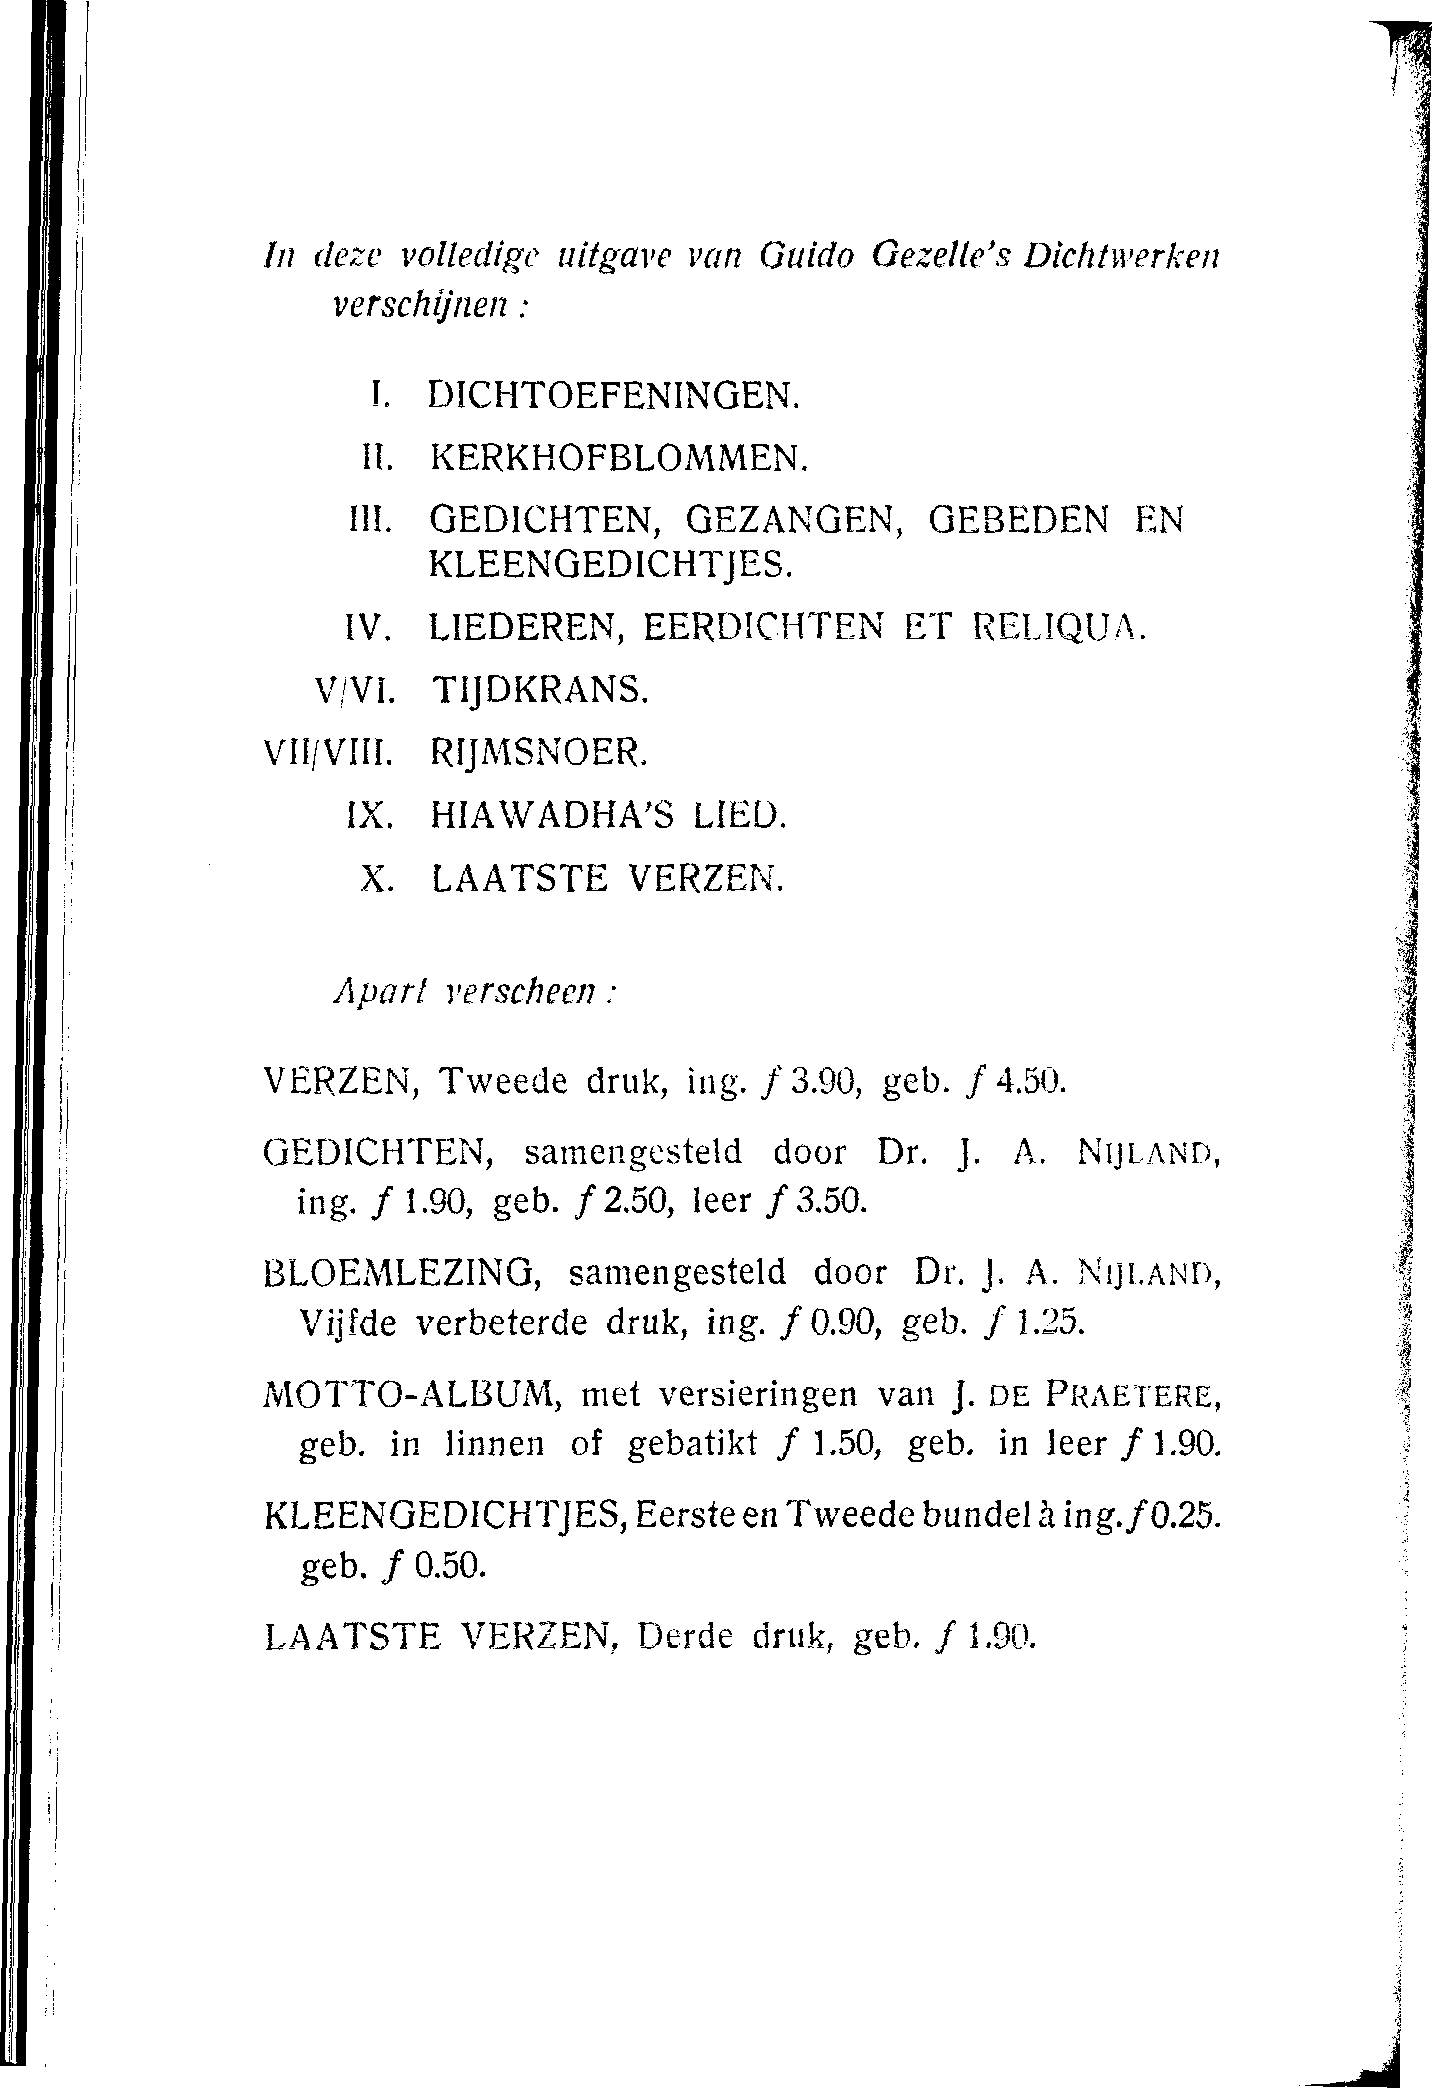 In deze volledige uitgave van Guido Gezelle's Dichtwerken
verschijnen :
I. DICHTOEFENINGEN.
II. KERKHOFBLOMMEN.
III. GEDICHTEN, GEZANGEN, GEBEDEN EN
KLEENGEDICHTJES.
IV. LIEDEREN, EERDICHTEN ET RELIQUA.
V/VI. TIJDKRANS.
VII/VIII. RIJMSNOER.
IX. HIAWADHA'S LIED.
X. LAATSTE VERZEN.
Apart verscheen :
VERZEN, Tweede druk, ing. f 3.90, geb. f 4.50.
GEDICHTEN, samengesteld door Dr. J. A. NIJLAND,
ing. f 1.90, geb. f 2.50, leer f 3.50.
BLOEMLEZING, samengesteld door Dr. J. A. NIJLAND,
Vijfde verbeterde druk, ing. f 0.90, geb. f 1.25.
MOTTO-ALBUM, met versieringen van J. DE PRAETERE,
geb. in linnen of gebatikt f 1.50, geb. in leer f 1.90.
KLEENGEDICHTJES, Eerste en Tweede bundel à ing. f 0.25.
geb. f 0.50.
LAATSTE VERZEN, Derde druk, geb. f 1.90.